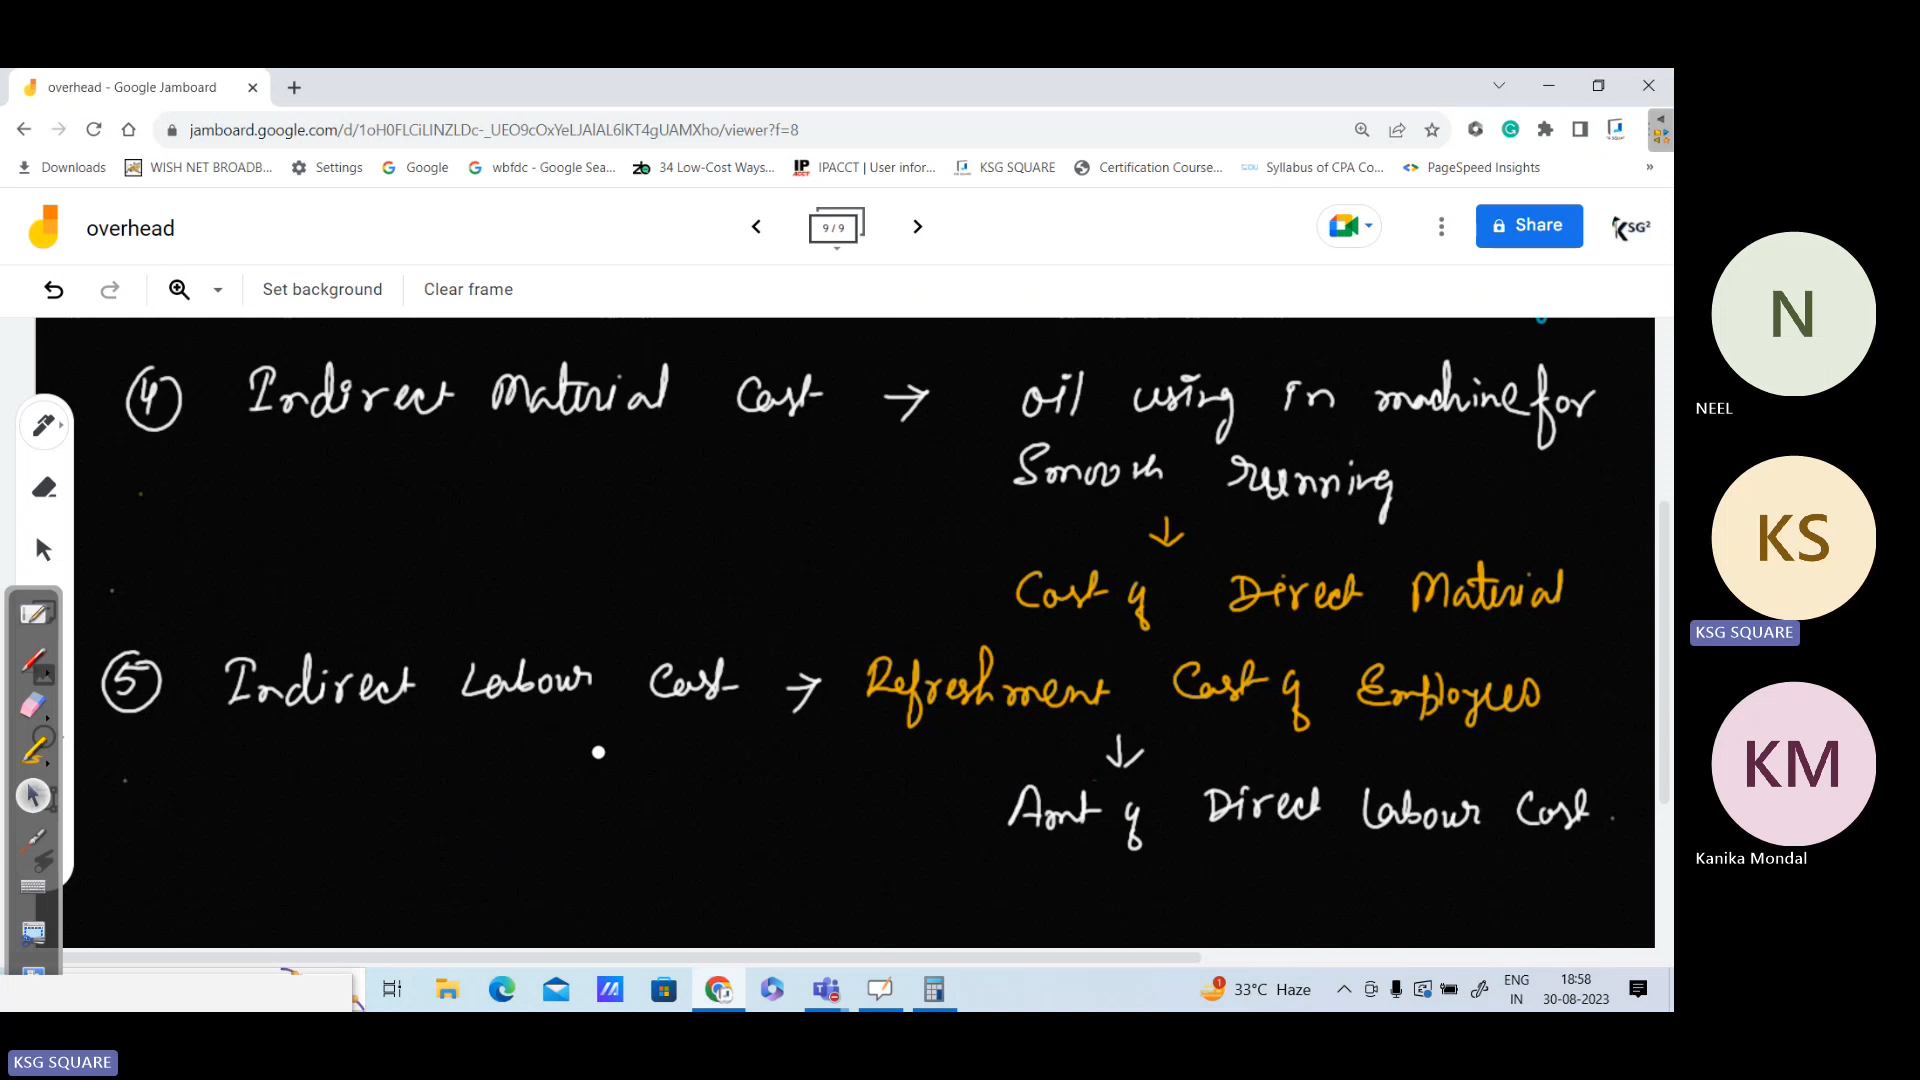 overhead - Google Jamboard
jamboard.google.com/d/1oH0FLCiLINZLDc-_UEO9cOxYeLJAlAL6lKT4gUAMXho/viewer?f=8
Downloads WISH NET BROADB... Settings Google wbfdc - Google Sea... 34 Low-Cost Ways... IPACCT | User infor... KSG SQUARE Certification Course... Syllabus of CPA Co... PageSpeed Insights »
overhead 9 / 9 Share KSG²
Set background Clear frame
④ Indirect Material Cost → oil using in machine for
Smooth running
↓
Cost of Direct Material
⑤ Indirect Labour Cost → Refreshment Cost of Employees
↓
Amt of Direct Labour Cost.
N
NEEL
KS
KSG SQUARE
KM
Kanika Mondal
1 33°C Haze ENG IN 18:58 30-08-2023
KSG SQUARE